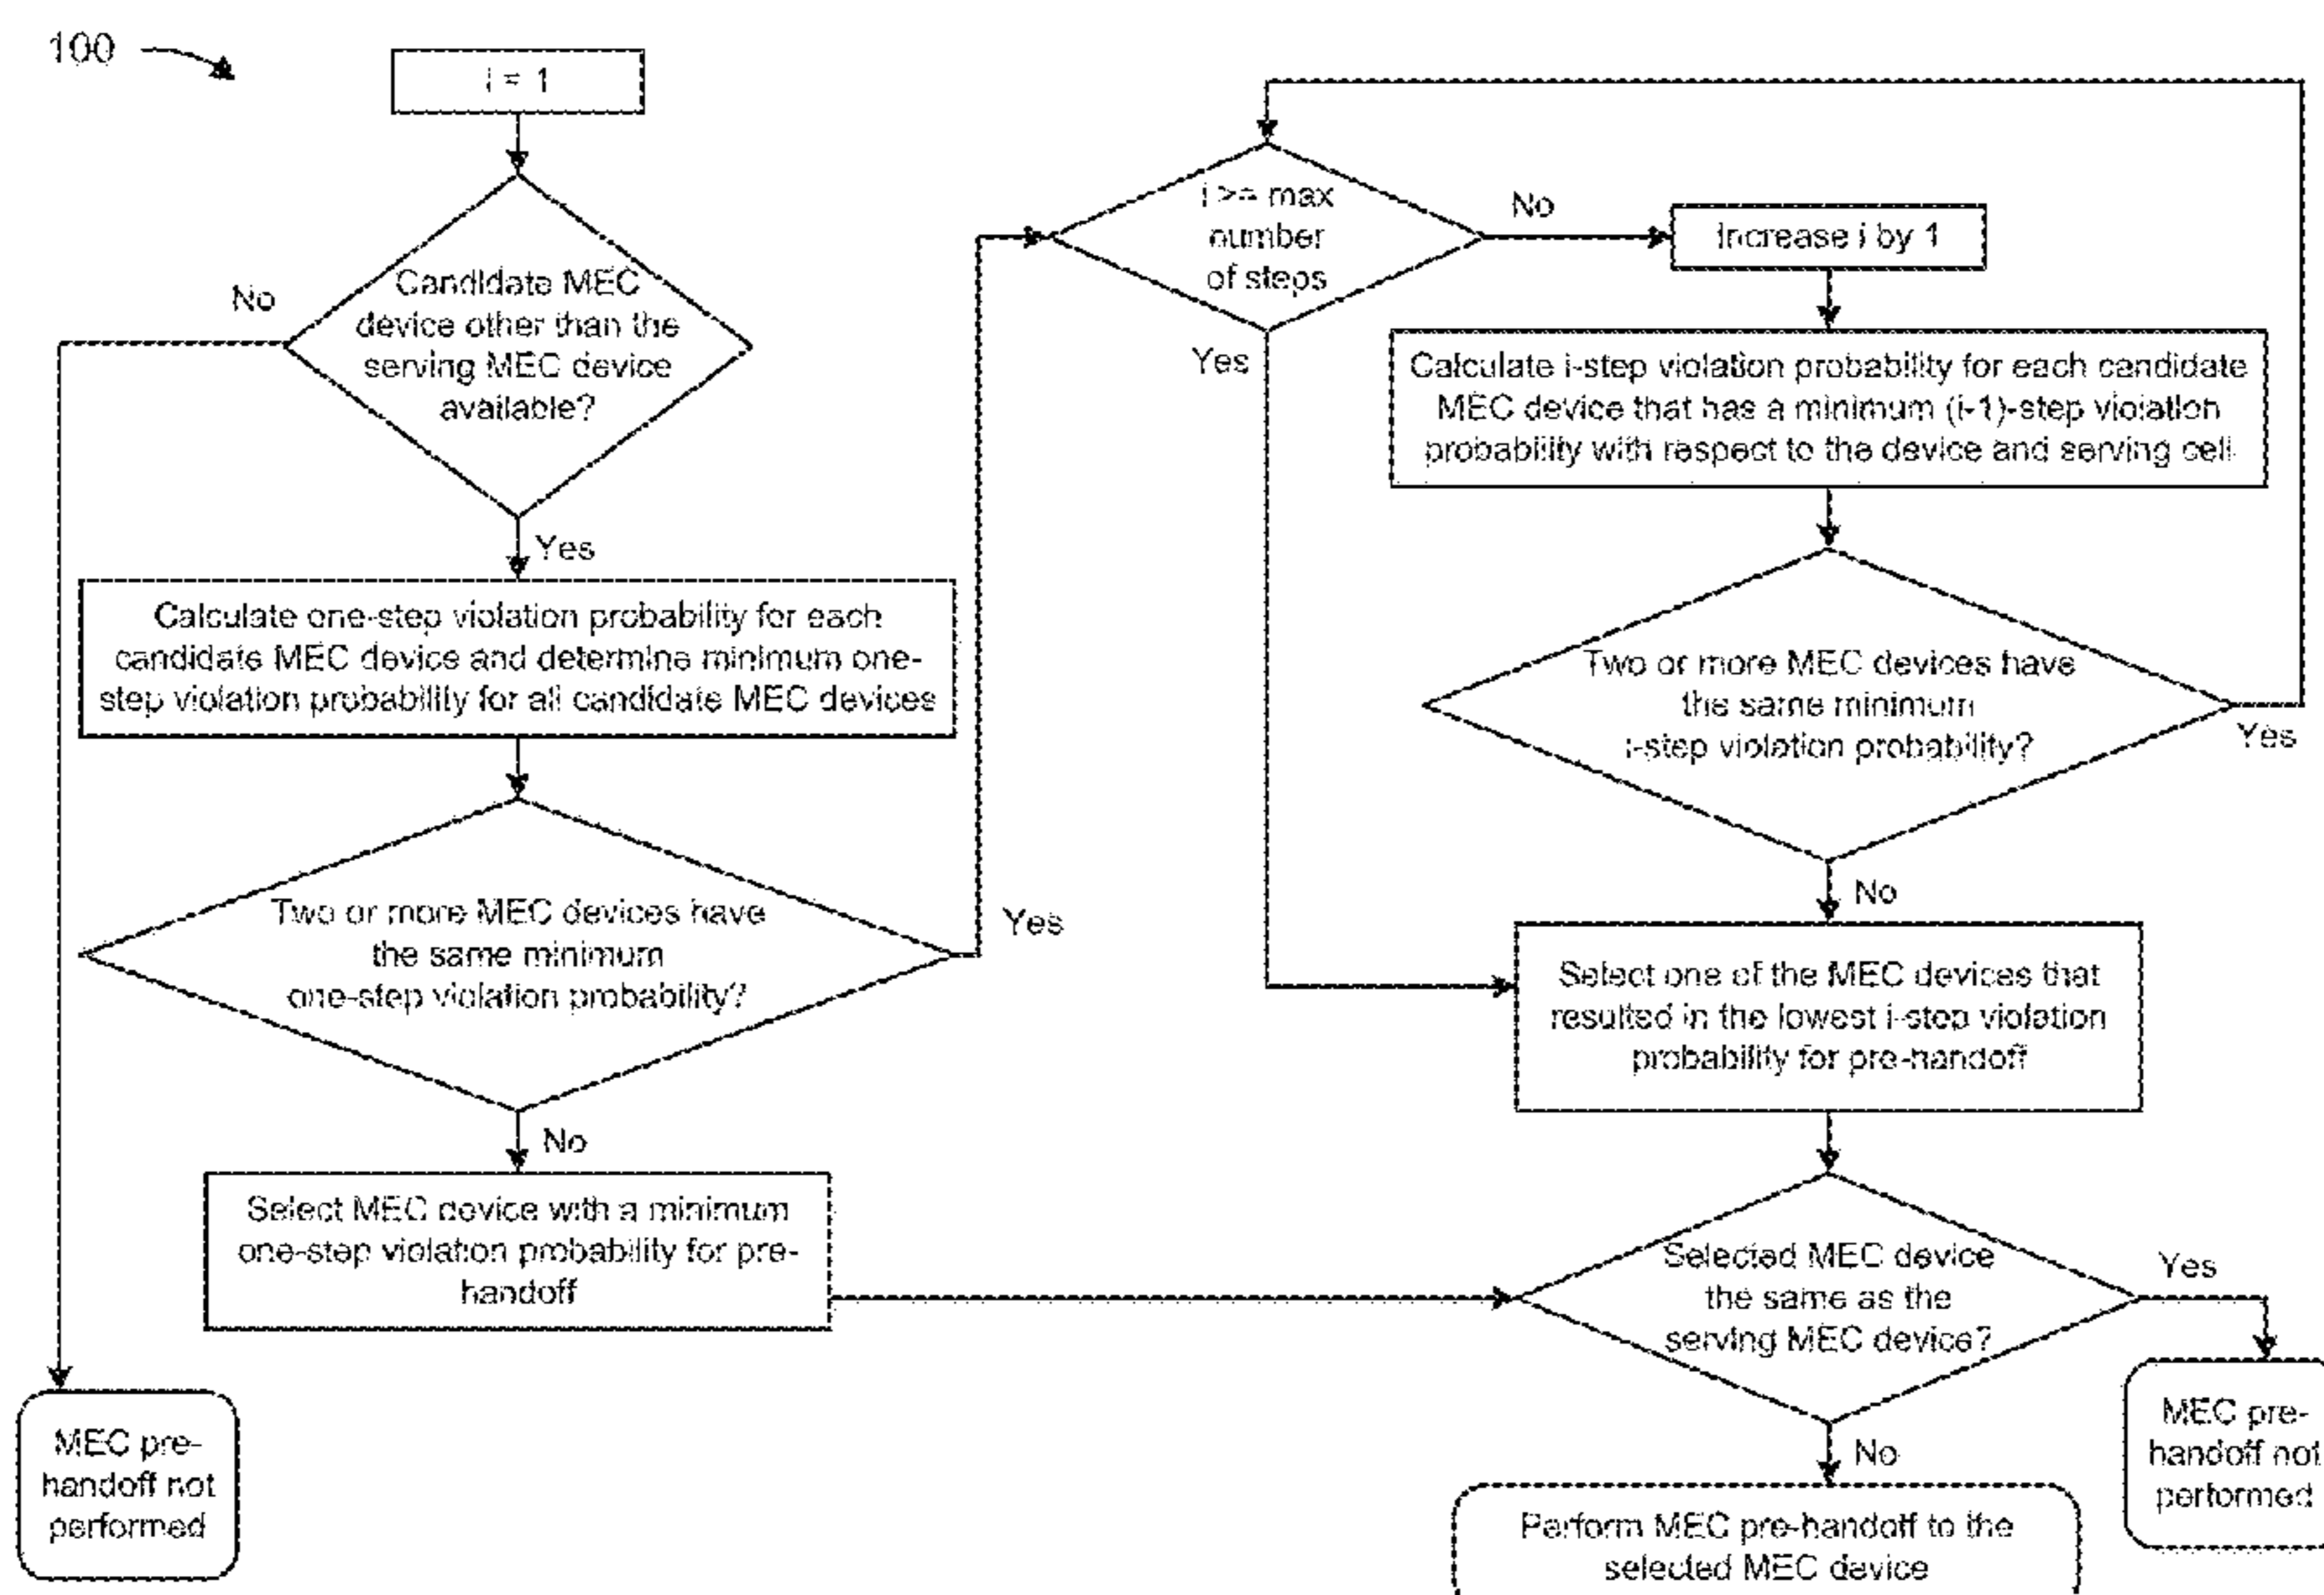 100
i = 1
Candidate MEC
device other than the
serving MEC device
available?
No
Yes
Calculate one-step violation probability for each
candidate MEC device and determine minimum one-
step violation probability for all candidate MEC devices
Two or more MEC devices have
the same minimum
one-step violation probability?
Yes
No
Select MEC device with a minimum
one-step violation probability for pre-
handoff
MEC pre-
handoff not
performed
i >= max
number
of steps
No
Yes
Increase i by 1
Calculate i-step violation probability for each candidate
MEC device that has a minimum (i-1)-step violation
probability with respect to the device and serving cell
Two or more MEC devices have
the same minimum
i-step violation probability?
Yes
No
Select one of the MEC devices that
resulted in the lowest i-step violation
probability for pre-handoff
Selected MEC device
the same as the
serving MEC device?
Yes
No
MEC pre-
handoff not
performed
Perform MEC pre-handoff to the
selected MEC device